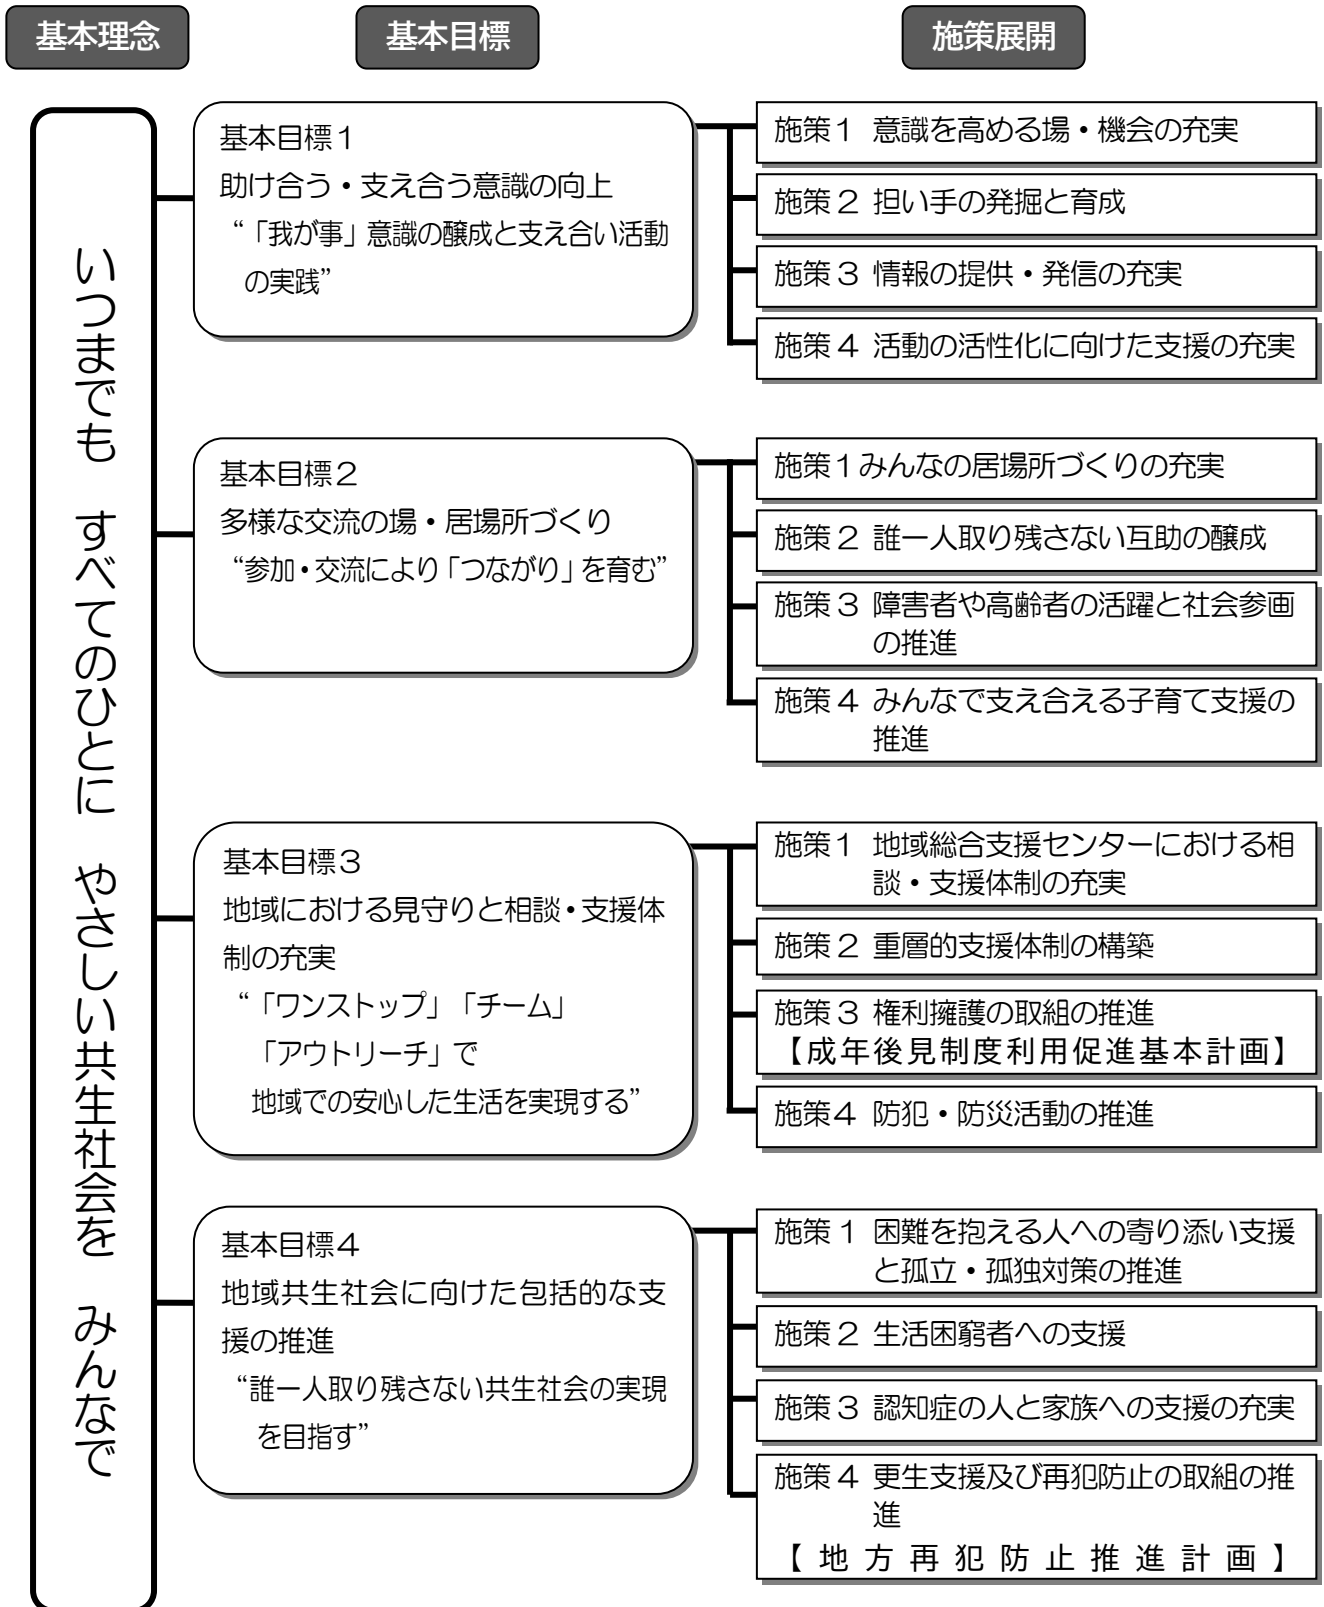 基本理念
基本目標
施策展開
いつまでも すべてのひとに やさしい共生社会を みんなで
基本目標1
助け合う・支え合う意識の向上
“「我が事」意識の醸成と支え合い活動
の実践”
施策1 意識を高める場・機会の充実
施策2 担い手の発掘と育成
施策3 情報の提供・発信の充実
施策4 活動の活性化に向けた支援の充実
基本目標2
多様な交流の場・居場所づくり
“参加・交流により「つながり」を育む”
施策1みんなの居場所づくりの充実
施策2 誰一人取り残さない互助の醸成
施策3 障害者や高齢者の活躍と社会参画
の推進
施策4 みんなで支え合える子育て支援の
推進
基本目標3
地域における見守りと相談・支援体
制の充実
“「ワンストップ」「チーム」
「アウトリーチ」で
地域での安心した生活を実現する”
施策1 地域総合支援センターにおける相
談・支援体制の充実
施策2 重層的支援体制の構築
施策3 権利擁護の取組の推進
【成年後見制度利用促進基本計画】
施策4 防犯・防災活動の推進
基本目標4
地域共生社会に向けた包括的な支
援の推進
“誰一人取り残さない共生社会の実現
を目指す”
施策1 困難を抱える人への寄り添い支援
と孤立・孤独対策の推進
施策2 生活困窮者への支援
施策3 認知症の人と家族への支援の充実
施策4 更生支援及び再犯防止の取組の推
進
【地方再犯防止推進計画】